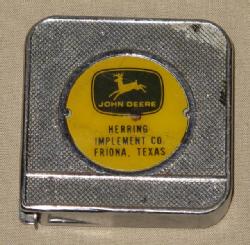 JOHN DEERE
HERRING
IMPLEMENT CO.
FRIONA, TEXAS